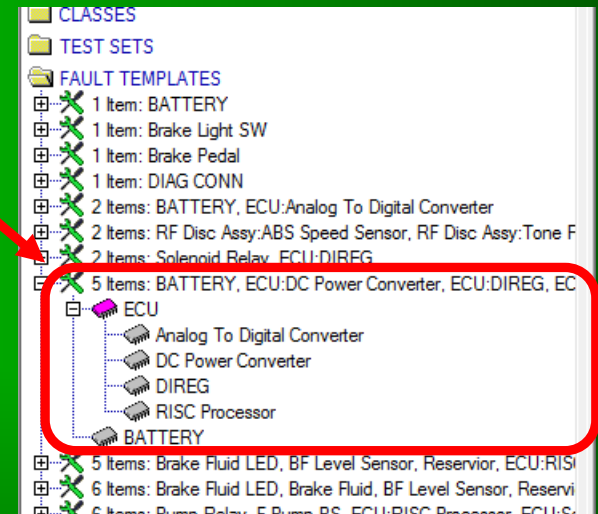 CLASSES
TEST SETS
FAULT TEMPLATES
1 Item: BATTERY
1 Item: Brake Light SW
1 Item: Brake Pedal
1 Item: DIAG CONN
2 Items: BATTERY, ECU:Analog To Digital Converter
2 Items: RF Disc Assy:ABS Speed Sensor, RF Disc Assy:Tone
2 Items: Solenoid Relay, ECU:DIREG
5 Items: BATTERY, ECU:DC Power Converter, ECU:DIREG,
ECU
Analog To Digital Converter
DC Power Converter
DIREG
RISC Processor
BATTERY
5 Items: Brake Fluid LED, BF Level Sensor, Reservior,
6 Items: Brake Fluid LED, Brake Fluid, BF Level Sensor,
6 Items: Pump Relay,